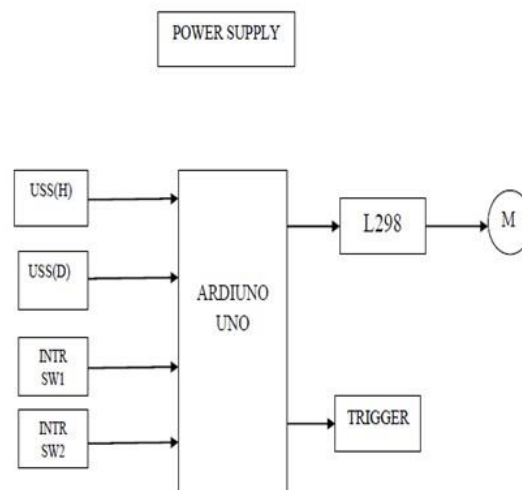 POWER SUPPLY
USS(H)
USS(D)
INTR
SW1
INTR
SW2
ARDIUNO
UNO
L298
M
TRIGGER